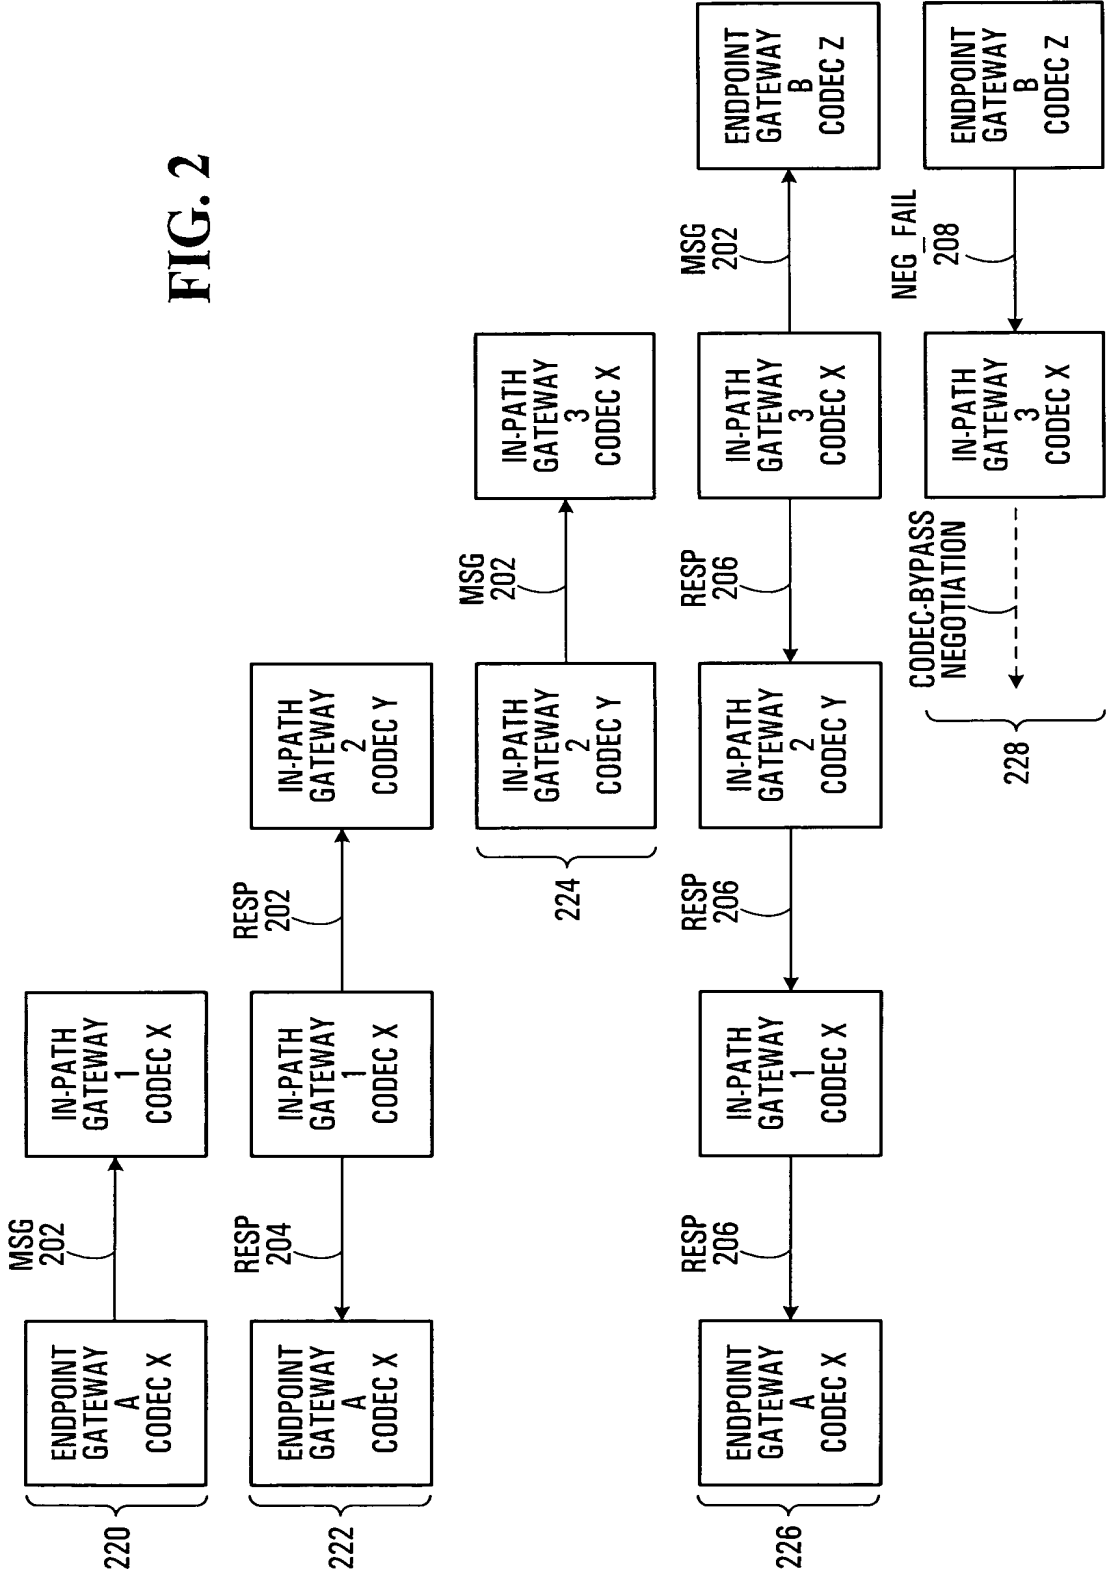 FIG. 2
MSG
202
ENDPOINT
GATEWAY
A
CODEC X
IN-PATH
GATEWAY
1
CODEC X
220
RESP
204
RESP
202
ENDPOINT
GATEWAY
A
CODEC X
IN-PATH
GATEWAY
1
CODEC X
IN-PATH
GATEWAY
2
CODEC Y
222
MSG
202
IN-PATH
GATEWAY
2
CODEC Y
IN-PATH
GATEWAY
3
CODEC X
224
RESP
206
RESP
206
RESP
206
MSG
202
ENDPOINT
GATEWAY
A
CODEC X
IN-PATH
GATEWAY
1
CODEC X
IN-PATH
GATEWAY
2
CODEC Y
IN-PATH
GATEWAY
3
CODEC X
ENDPOINT
GATEWAY
B
CODEC Z
226
CODEC-BYPASS
NEGOTIATION
NEG_FAIL
208
IN-PATH
GATEWAY
3
CODEC X
ENDPOINT
GATEWAY
B
CODEC Z
228